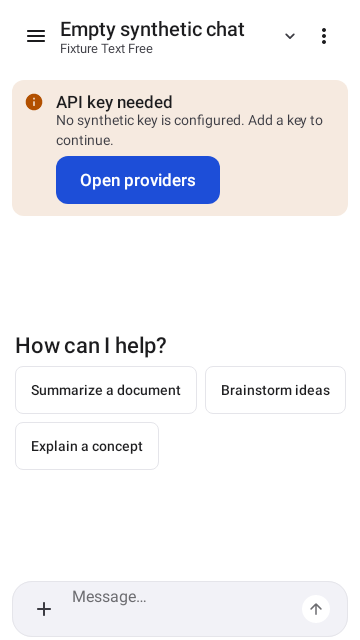 Empty synthetic chat
Fixture Text Free
API key needed
No synthetic key is configured. Add a key to
continue.
Open providers
How can I help?
Summarize a document
Brainstorm ideas
Explain a concept
Message…